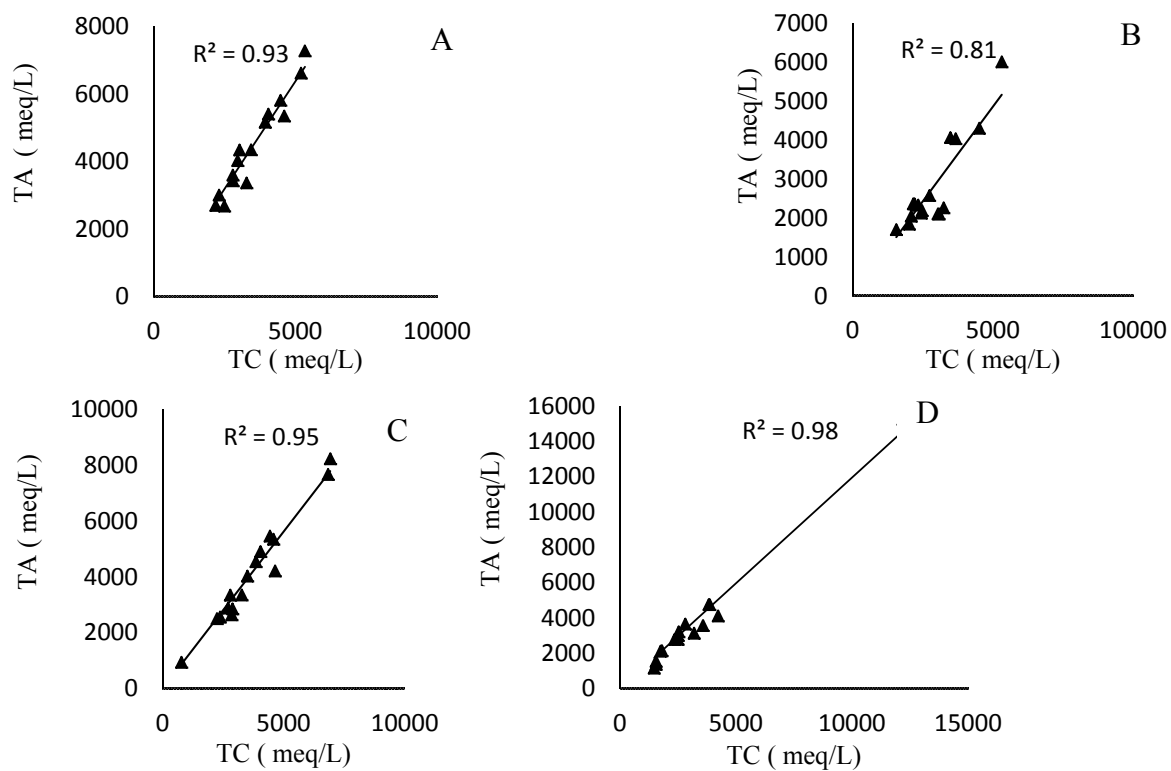 A
R² = 0.93
TA ( meq/L)
8000
6000
4000
2000
0
0 5000 10000
TC ( meq/L)
B
R² = 0.81
TA ( meq/L)
7000
6000
5000
4000
3000
2000
1000
0
0 5000 10000
TC ( meq/L)
C
R² = 0.95
TA ( meq/L)
10000
8000
6000
4000
2000
0
0 5000 10000
TC ( meq/L)
D
R² = 0.98
TA ( meq/L)
16000
14000
12000
10000
8000
6000
4000
2000
0
0 5000 10000 15000
TC ( meq/L)